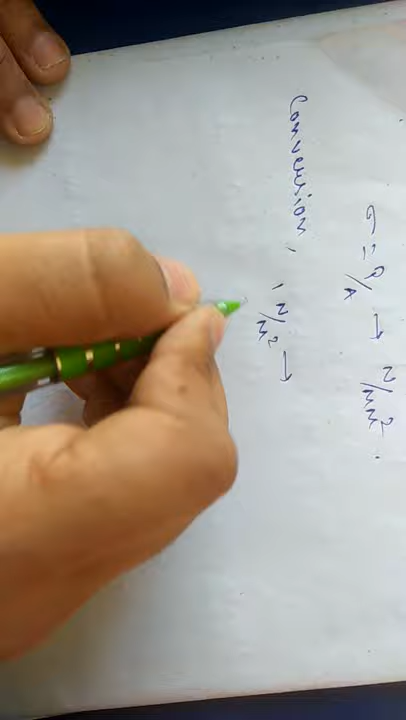 σ = P/A → N/mm².
Conversion, 1 N/m² →